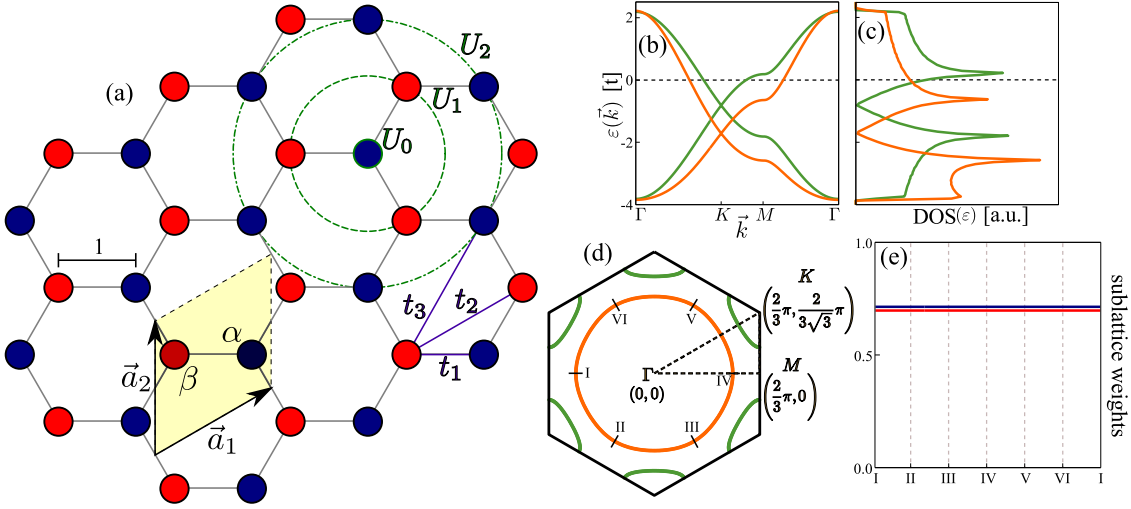 (a)
U₂
U₁
U₀
1
t₃
t₂
t₁
α
β
a⃗₂
a⃗₁
(b)
ε(k⃗) [t]
2
0
-2
-4
Γ K M Γ
k⃗
(c)
DOS(ε) [a.u.]
(d)
VI V
I Γ IV
(0,0)
II III
K
(2/3 π, 2/(3√3) π)
M
(2/3 π, 0)
(e)
1.0
0.5
0.0
I II III IV V VI I
sublattice weights